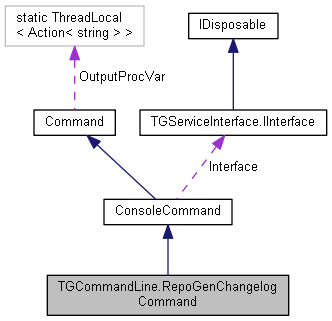 static ThreadLocal
< Action< string > >
IDisposable
OutputProcVar
Command
TGServiceInterface.IInterface
Interface
ConsoleCommand
TGCommandLine.RepoGenChangelog
Command